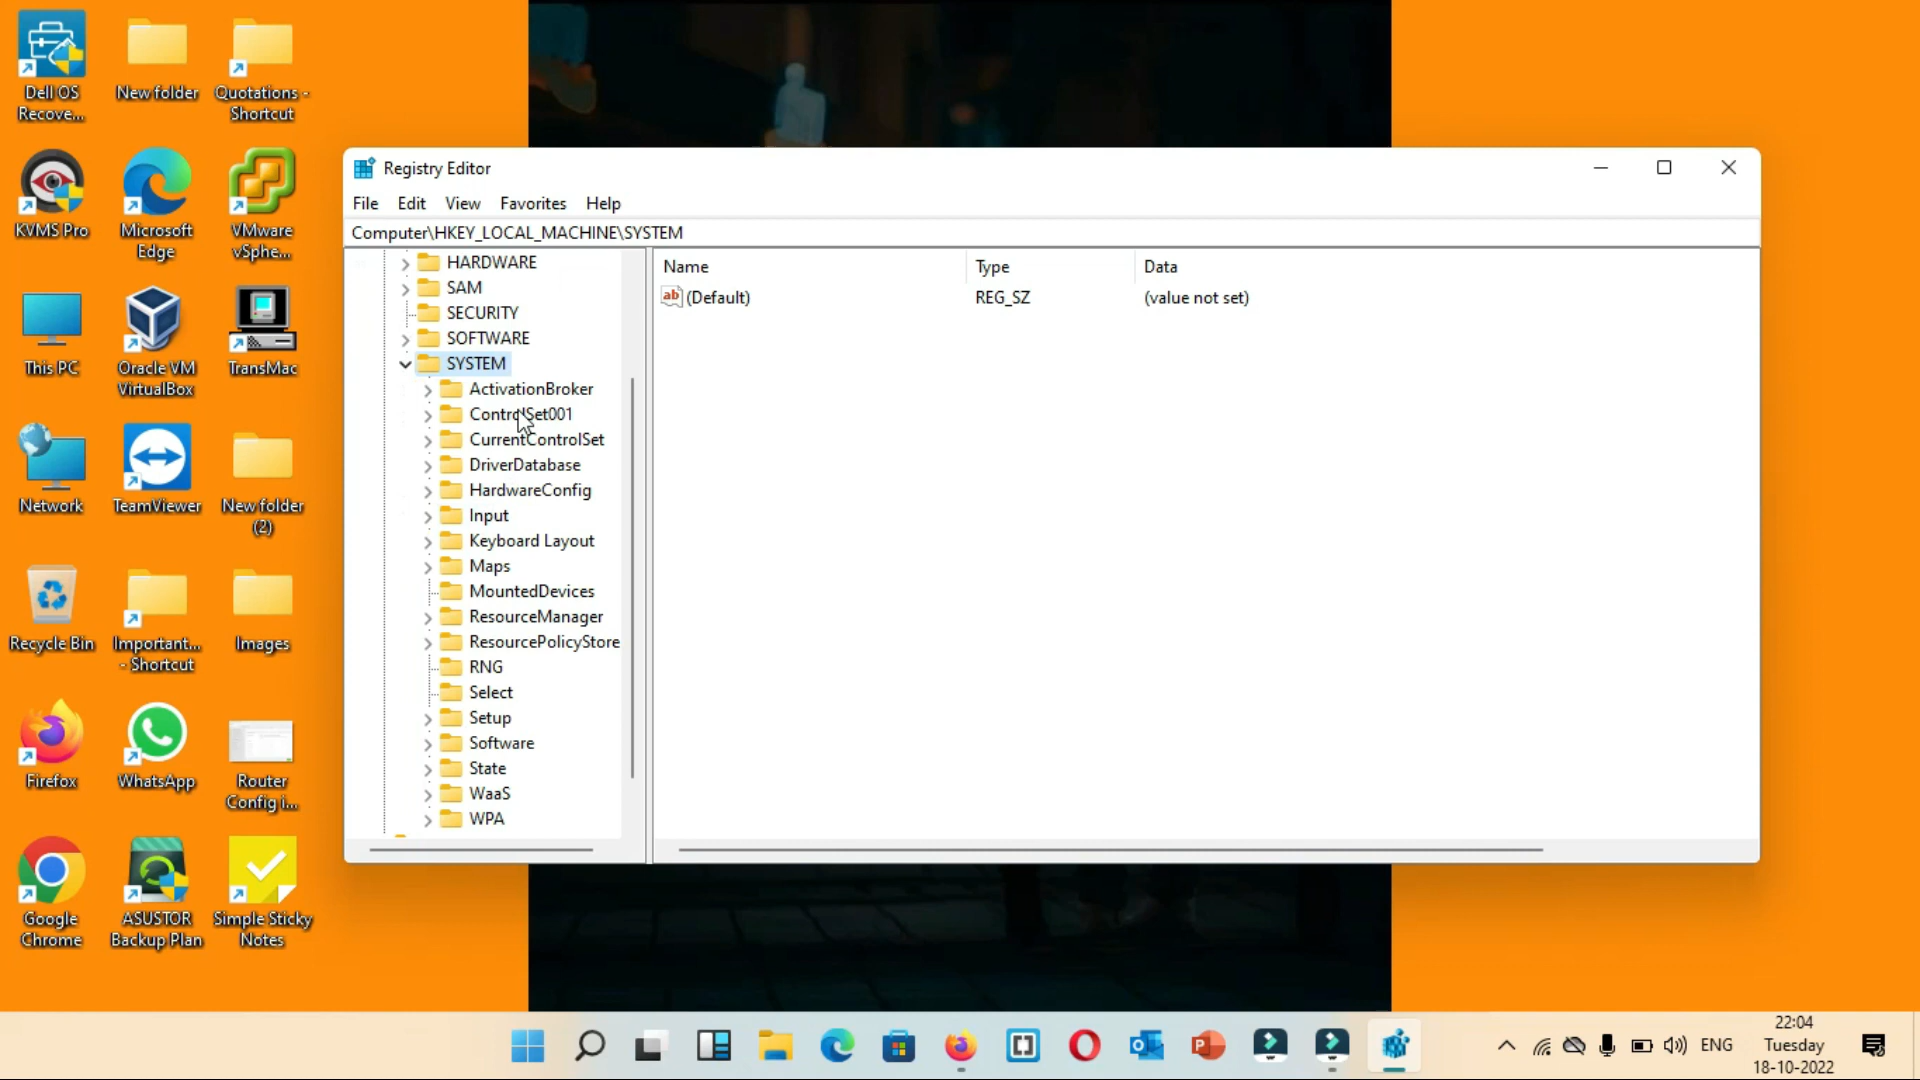 Dell OS
Recove...
New folder
Quotations -
Shortcut
KVMS Pro
Microsoft
Edge
VMware
vSphe...
This PC
Oracle VM
VirtualBox
TransMac
Network
TeamViewer
New folder
(2)
Recycle Bin
Important...
- Shortcut
Images
Firefox
WhatsApp
Router
Config i...
Google
Chrome
ASUSTOR
Backup Plan
Simple Sticky
Notes
Registry Editor
File Edit View Favorites Help
Computer\HKEY_LOCAL_MACHINE\SYSTEM
HARDWARE
SAM
SECURITY
SOFTWARE
SYSTEM
ActivationBroker
ControlSet001
CurrentControlSet
DriverDatabase
HardwareConfig
Input
Keyboard Layout
Maps
MountedDevices
ResourceManager
ResourcePolicyStore
RNG
Select
Setup
Software
State
WaaS
WPA
Name Type Data
ab (Default) REG_SZ (value not set)
ENG
22:04
Tuesday
18-10-2022